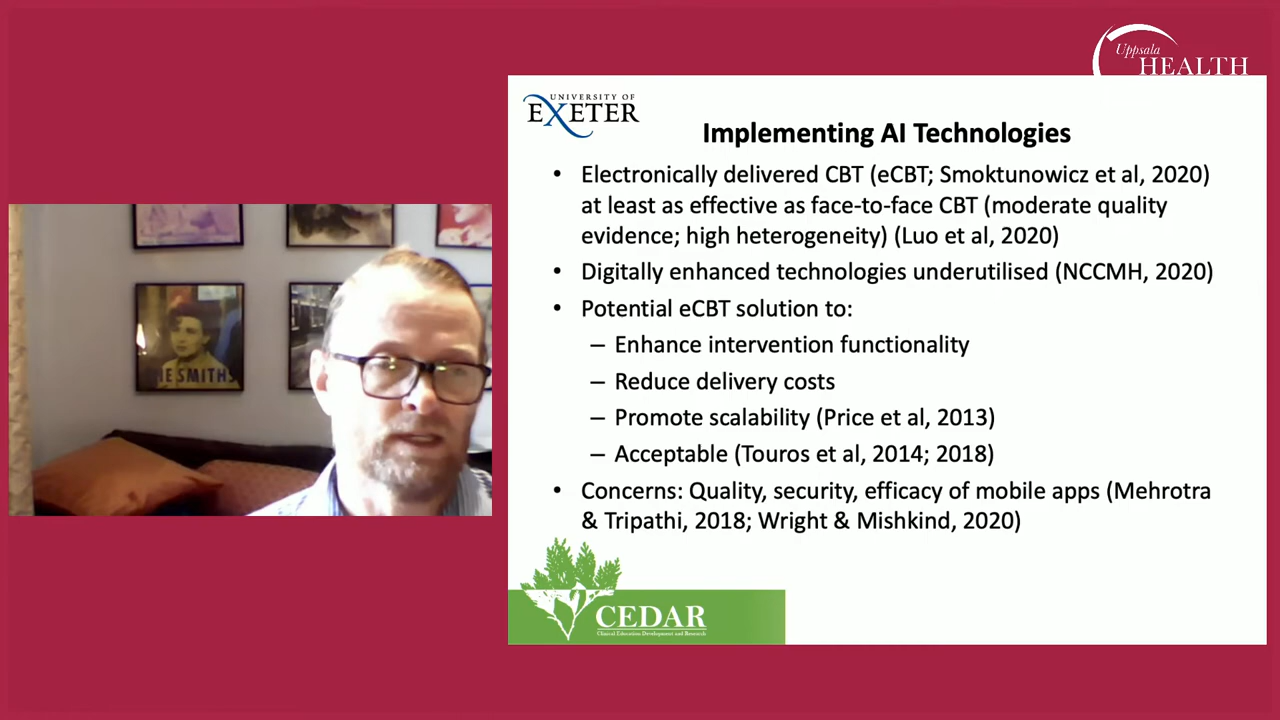 Uppsala
HEALTH
UNIVERSITY OF
EXETER
Implementing AI Technologies
• Electronically delivered CBT (eCBT; Smoktunowicz et al, 2020)
at least as effective as face-to-face CBT (moderate quality
evidence; high heterogeneity) (Luo et al, 2020)
• Digitally enhanced technologies underutilised (NCCMH, 2020)
• Potential eCBT solution to:
– Enhance intervention functionality
– Reduce delivery costs
– Promote scalability (Price et al, 2013)
– Acceptable (Touros et al, 2014; 2018)
• Concerns: Quality, security, efficacy of mobile apps (Mehrotra
& Tripathi, 2018; Wright & Mishkind, 2020)
THE SMITHS
CEDAR
Clinical Education Development and Research